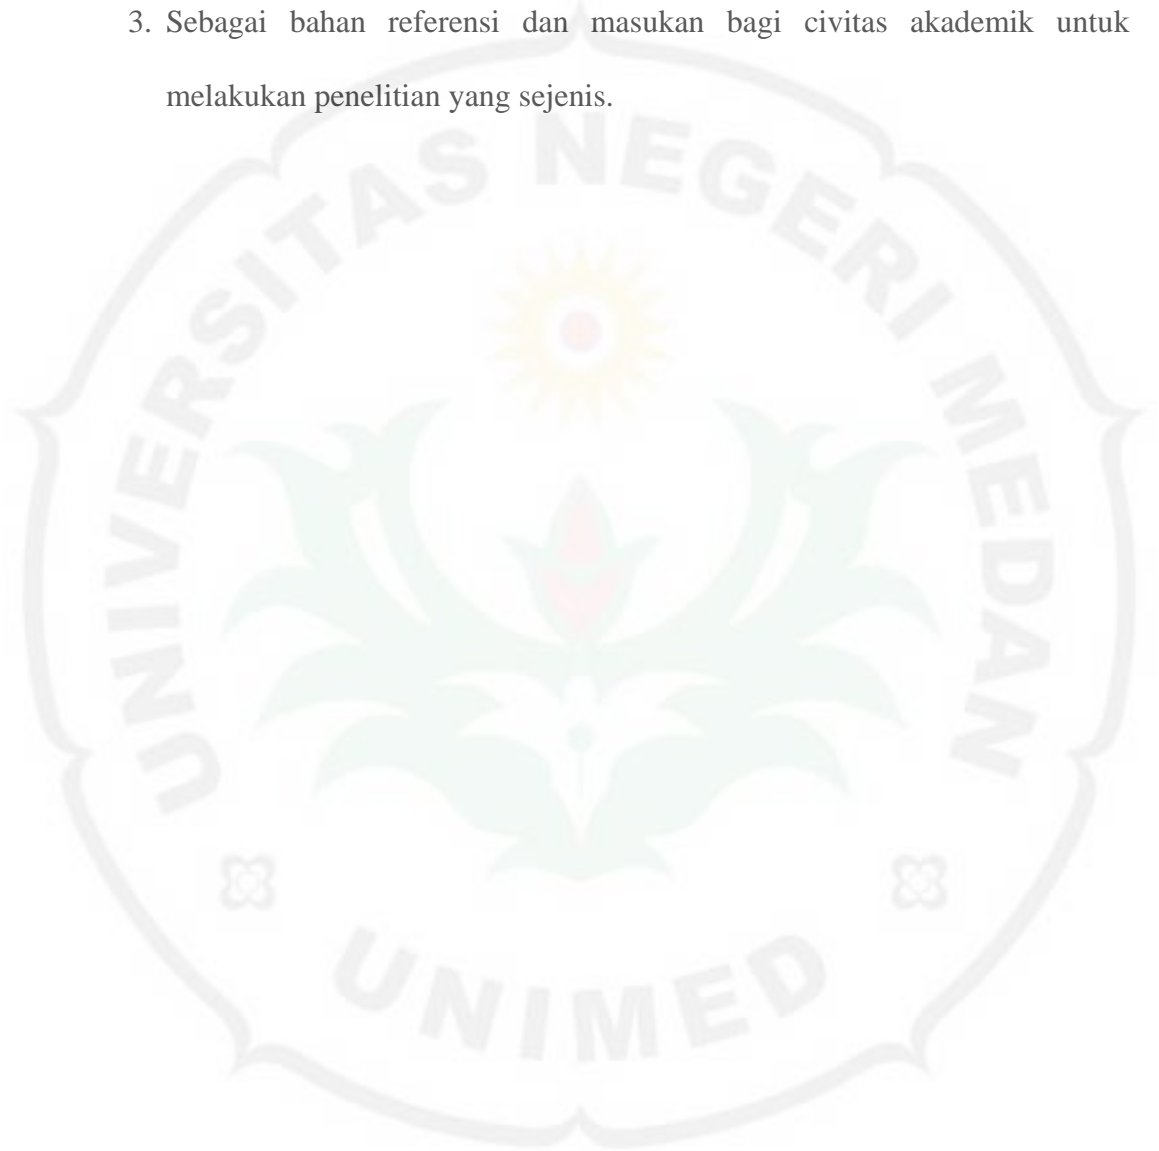 3. Sebagai bahan referensi dan masukan bagi civitas akademik untuk
melakukan penelitian yang sejenis.
UNIVERSITAS NEGERI MEDAN
UNIMED